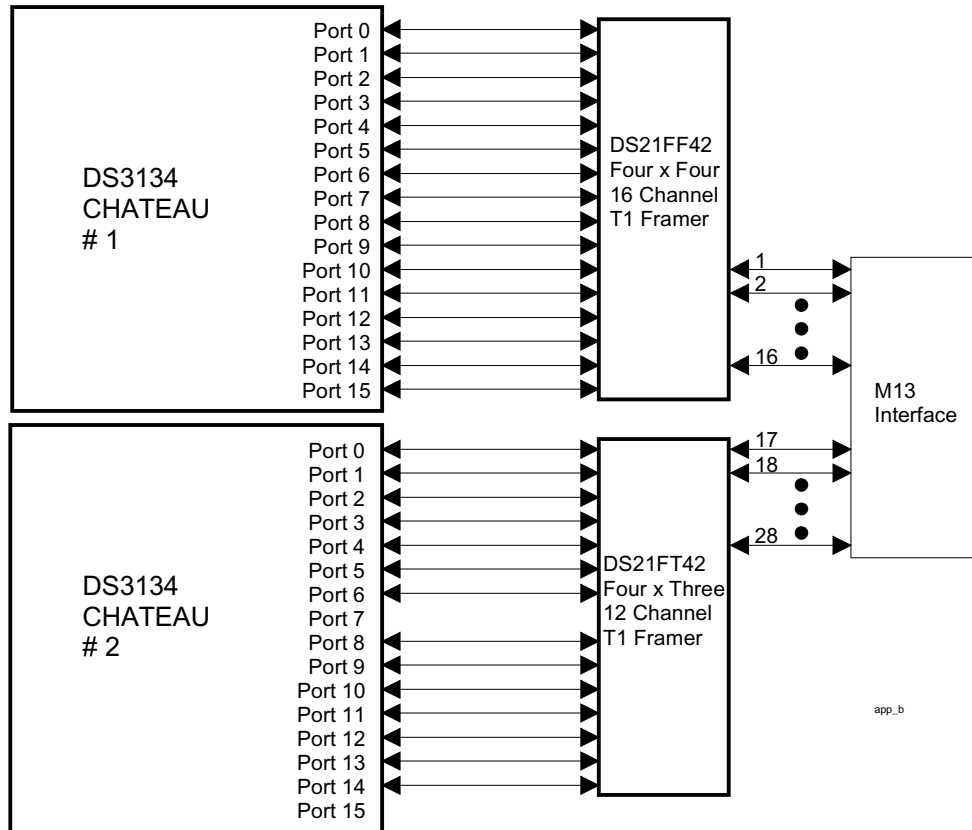 Port 0
Port 1
Port 2
Port 3
Port 4
Port 5
Port 6
Port 7
Port 8
Port 9
Port 10
Port 11
Port 12
Port 13
Port 14
Port 15
DS3134
CHATEAU
# 1
DS21FF42
Four x Four
16 Channel
T1 Framer
1
2
16
M13
Interface
17
18
28
Port 0
Port 1
Port 2
Port 3
Port 4
Port 5
Port 6
Port 7
Port 8
Port 9
Port 10
Port 11
Port 12
Port 13
Port 14
Port 15
DS3134
CHATEAU
# 2
DS21FT42
Four x Three
12 Channel
T1 Framer
app_b